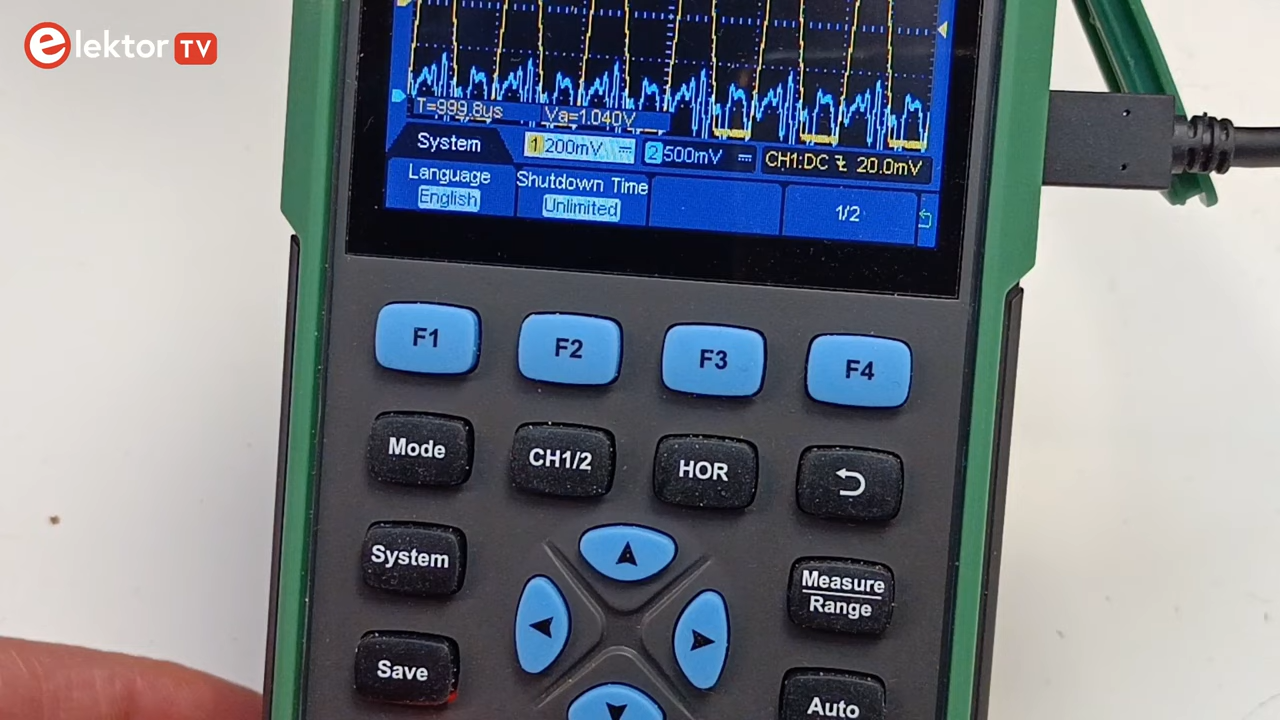 elektor TV
T=999.8us Va=1.040V
System 1 200mV 2 500mV CH1:DC 20.0mV
Language Shutdown Time
English Unlimited 1/2
F1 F2 F3 F4
Mode CH1/2 HOR
System Measure
Range
Save Auto